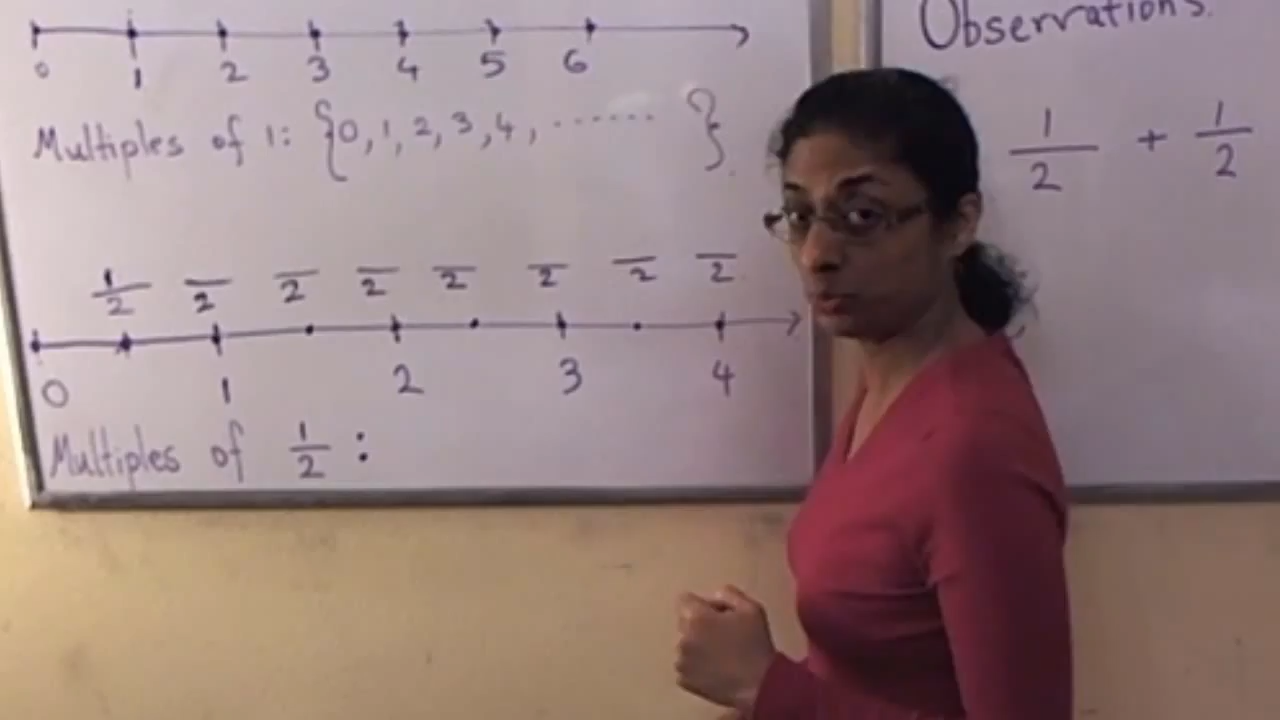 0 1 2 3 4 5 6
Multiples of 1: {0, 1, 2, 3, 4, ...... }.
1/2 /2 /2 /2 /2 /2 /2 /2
0 1 2 3 4
Multiples of 1/2 :
Observations.
1/2 + 1/2